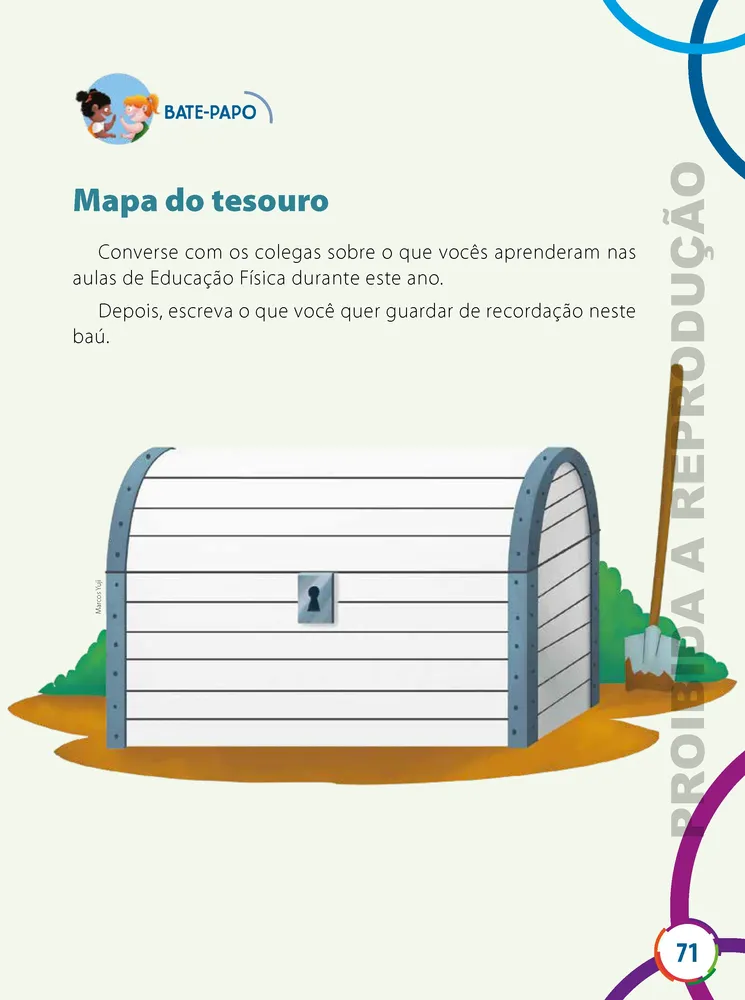 BATE-PAPO
Mapa do tesouro
Converse com os colegas sobre o que vocês aprenderam nas
aulas de Educação Física durante este ano.
Depois, escreva o que você quer guardar de recordação neste
baú.
Marcos Yuji
PROIBIDA A REPRODUÇÃO
71